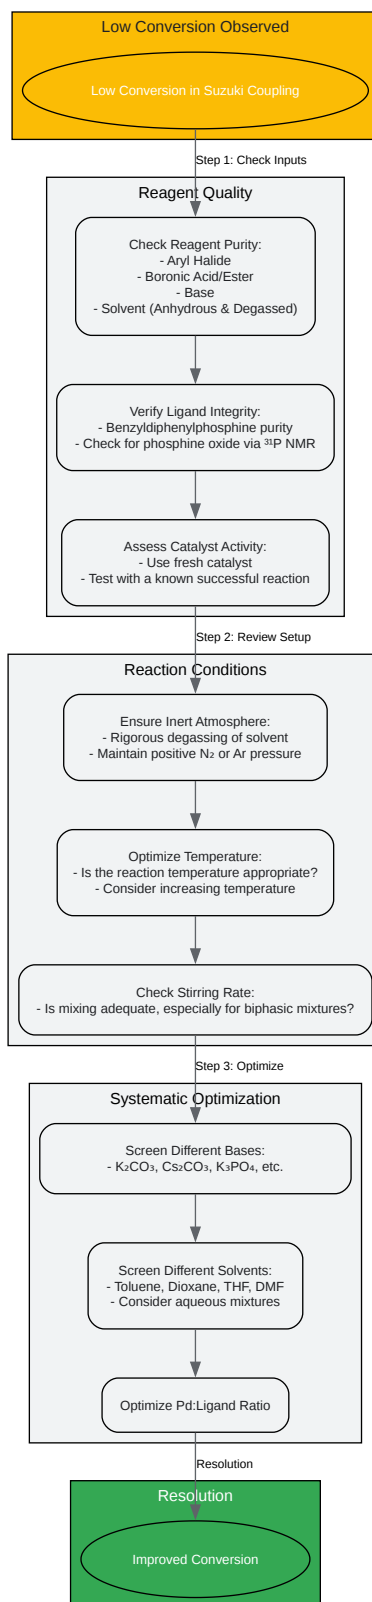 Low Conversion Observed
Low Conversion in Suzuki Coupling
Step 1: Check Inputs
Reagent Quality
Check Reagent Purity:
- Aryl Halide
- Boronic Acid/Ester
- Base
- Solvent (Anhydrous & Degassed)
Verify Ligand Integrity:
- Benzyldiphenylphosphine purity
- Check for phosphine oxide via ³¹P NMR
Assess Catalyst Activity:
- Use fresh catalyst
- Test with a known successful reaction
Step 2: Review Setup
Reaction Conditions
Ensure Inert Atmosphere:
- Rigorous degassing of solvent
- Maintain positive N₂ or Ar pressure
Optimize Temperature:
- Is the reaction temperature appropriate?
- Consider increasing temperature
Check Stirring Rate:
- Is mixing adequate, especially for biphasic mixtures?
Step 3: Optimize
Systematic Optimization
Screen Different Bases:
- K₂CO₃, Cs₂CO₃, K₃PO₄, etc.
Screen Different Solvents:
- Toluene, Dioxane, THF, DMF
- Consider aqueous mixtures
Optimize Pd:Ligand Ratio
Resolution
Resolution
Improved Conversion